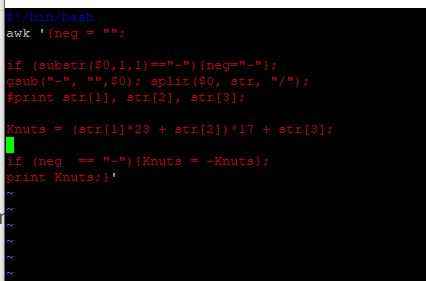 #!/bin/bash
awk '{neg = "";
if (substr($0,1,1)=="-"){neg="-"};
gsub("-", "",$0); split($0, str, "/");
#print str[1], str[2], str[3];
Knuts = (str[1]*23 + str[2])*17 + str[3];
if (neg  == "-"){Knuts = -Knuts};
print Knuts;}'
~
~
~
~
~
~